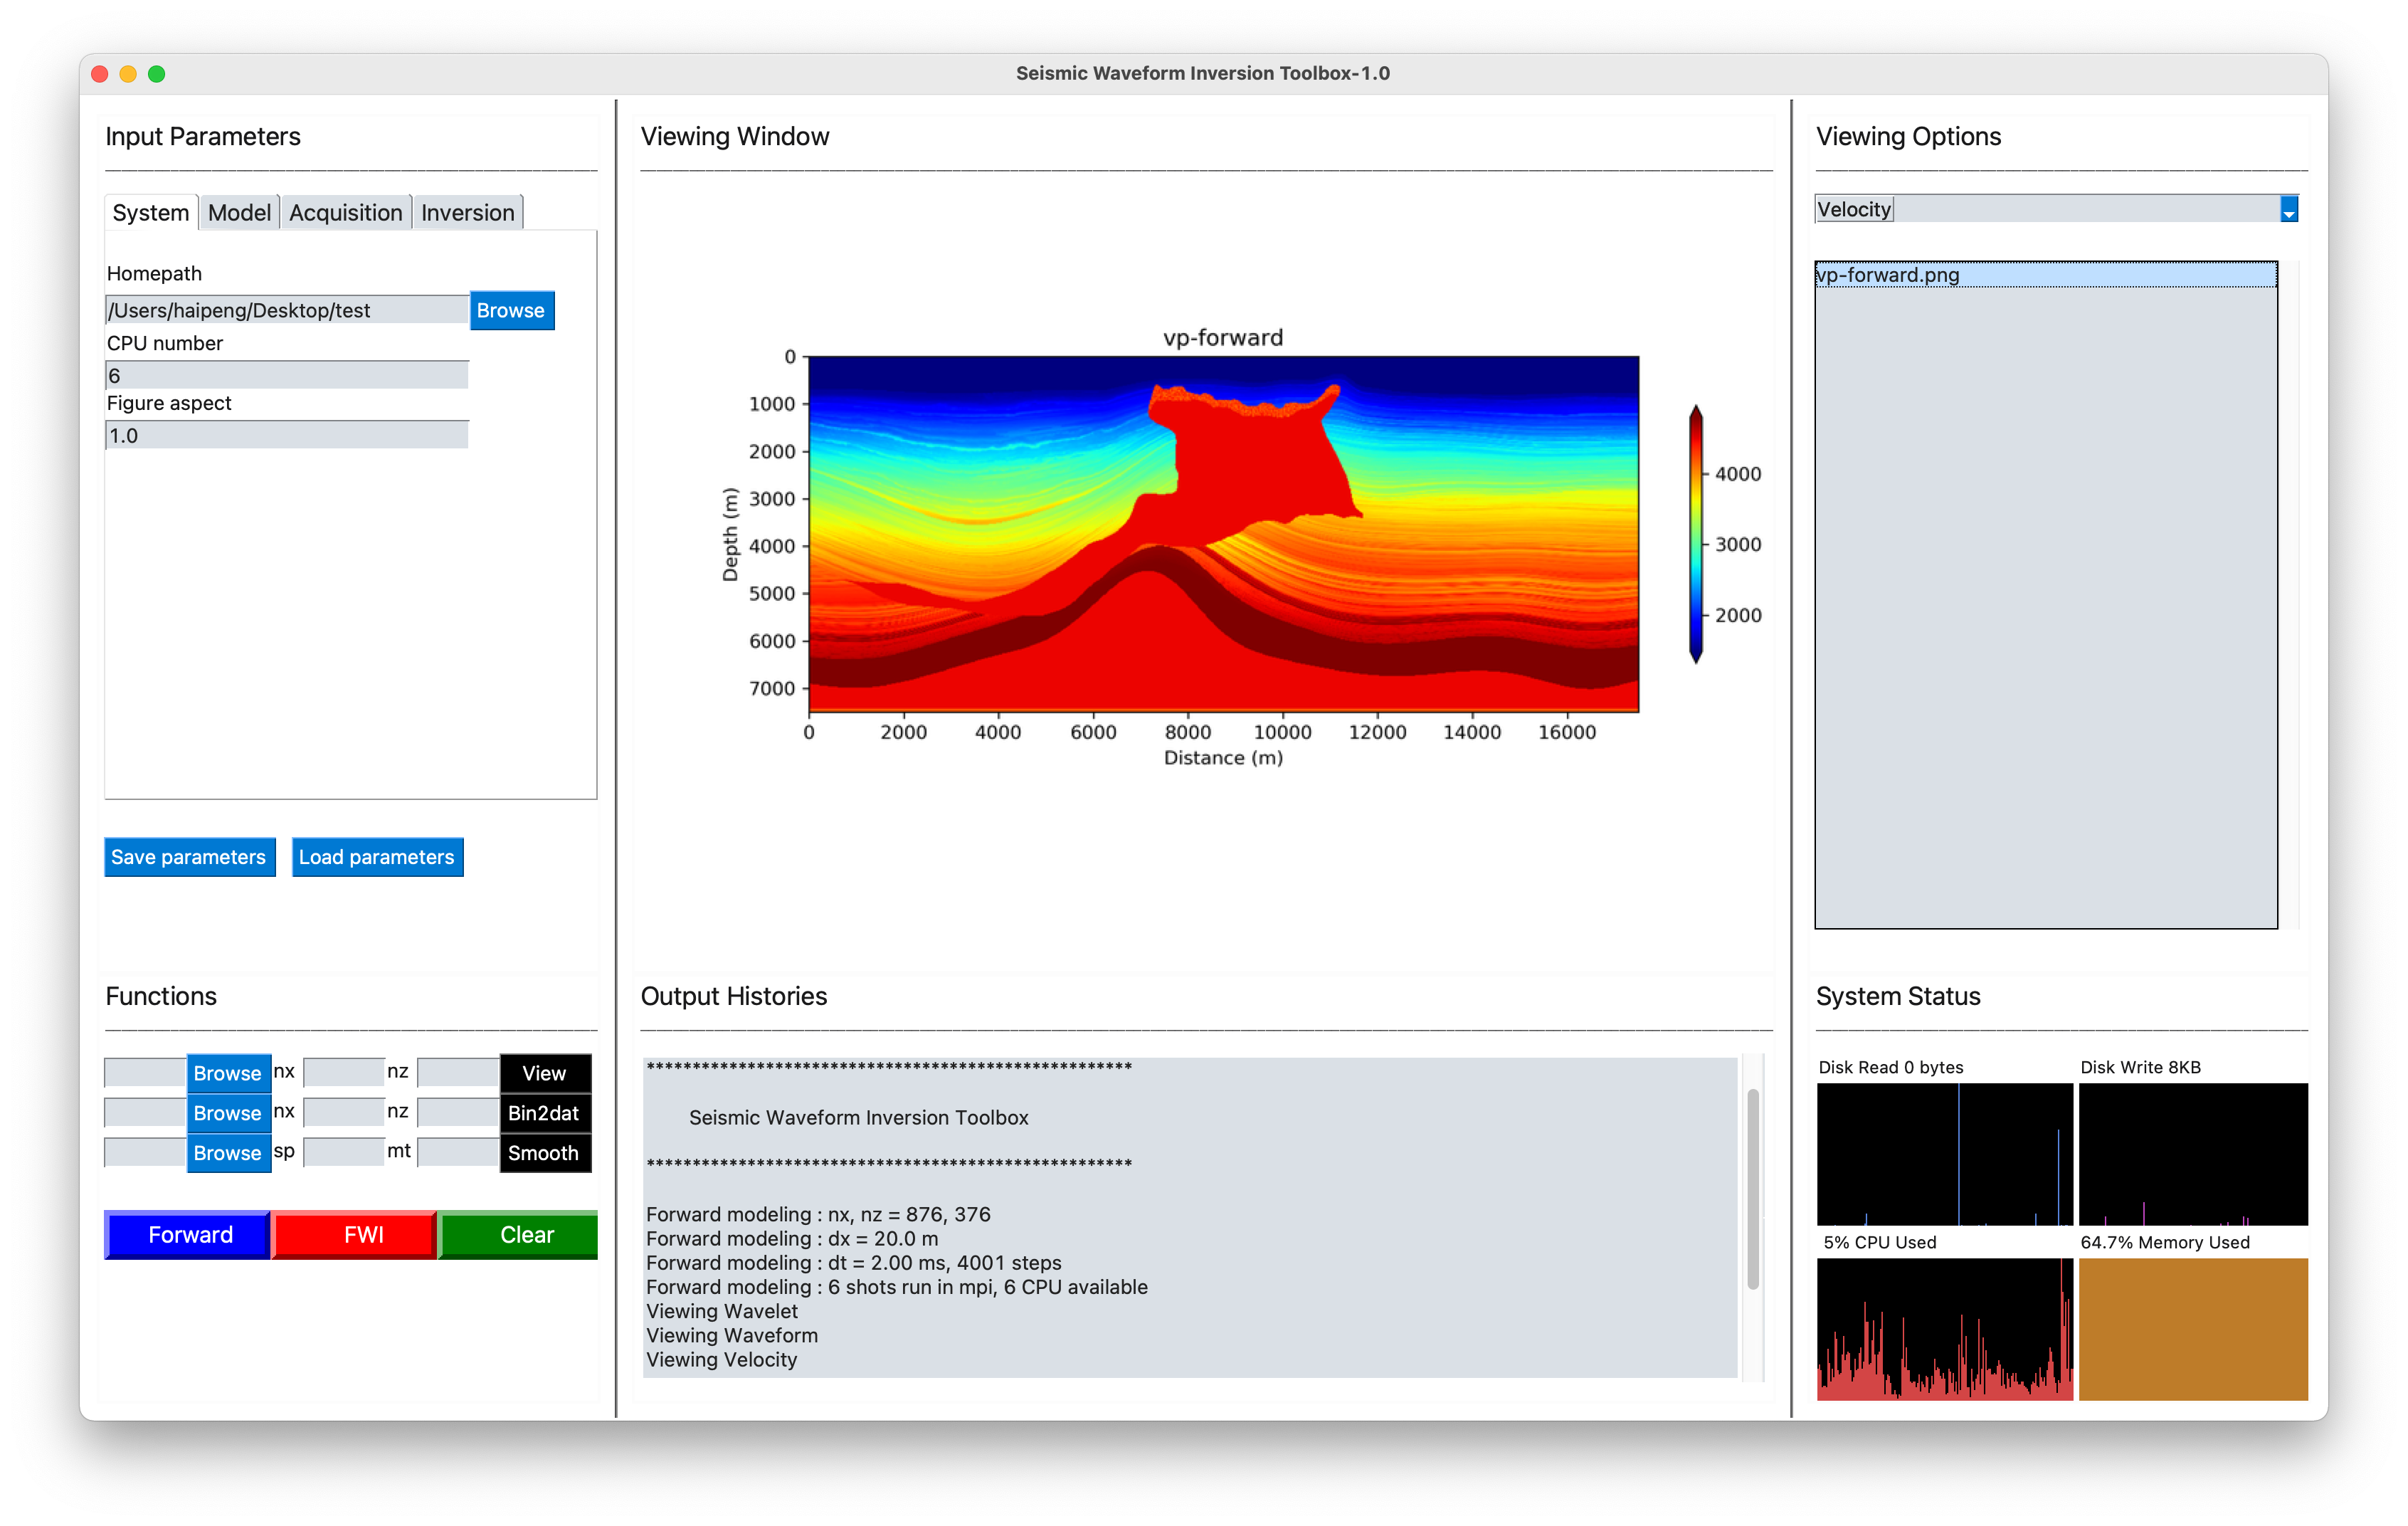 Seismic Waveform Inversion Toolbox-1.0
Input Parameters
System Model Acquisition Inversion
Homepath
/Users/haipeng/Desktop/test Browse
CPU number
6
Figure aspect
1.0
Save parameters Load parameters
Functions
Browse nx nz View
Browse nx nz Bin2dat
Browse sp mt Smooth
Forward FWI Clear
Viewing Window
vp-forward
0
1000
2000
3000
4000
5000
6000
7000
Depth (m)
0 2000 4000 6000 8000 10000 12000 14000 16000
Distance (m)
4000
3000
2000
Output Histories
*****************************************************
Seismic Waveform Inversion Toolbox
*****************************************************
Forward modeling : nx, nz = 876, 376
Forward modeling : dx = 20.0 m
Forward modeling : dt = 2.00 ms, 4001 steps
Forward modeling : 6 shots run in mpi, 6 CPU available
Viewing Wavelet
Viewing Waveform
Viewing Velocity
Viewing Options
Velocity
vp-forward.png
System Status
Disk Read 0 bytes Disk Write 8KB
5% CPU Used 64.7% Memory Used